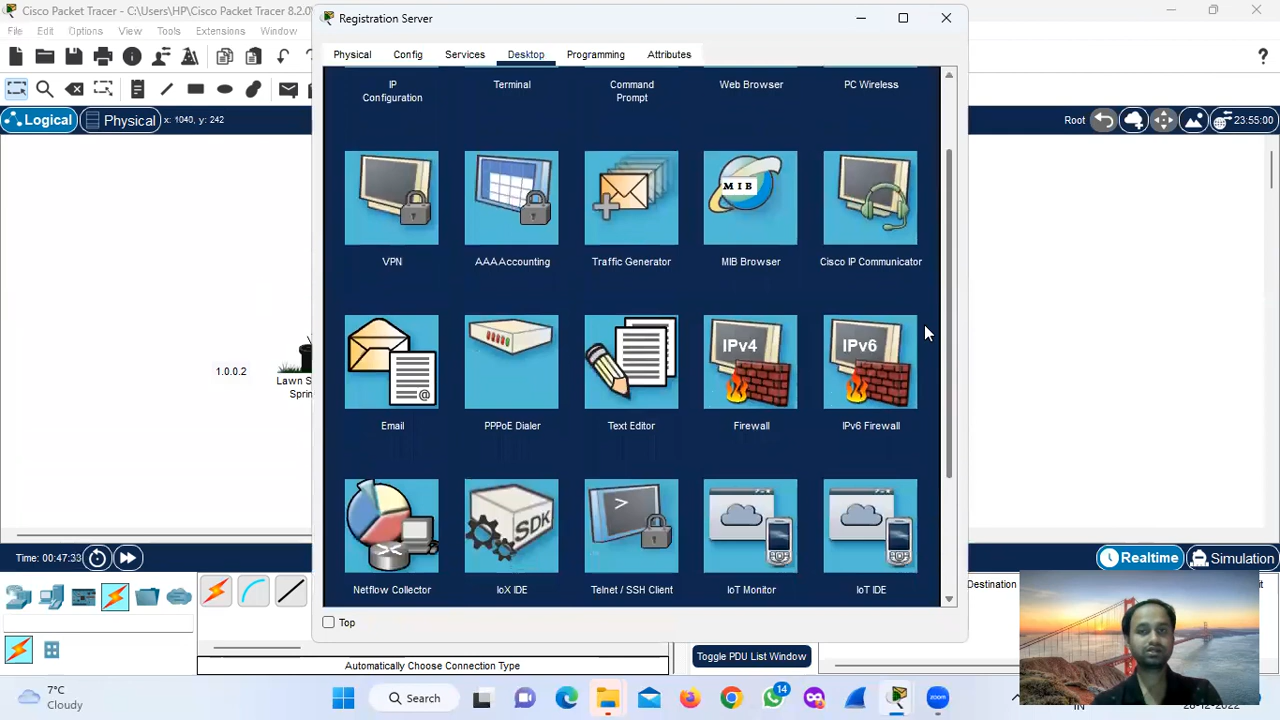 Cisco Packet Tracer - C:\Users\HP\Cisco Packet Tracer 8.2.0\
Registration Server
File Edit Options View Tools Extensions Window
Physical Config Services Desktop Programming Attributes
?
Logical
Physical
x: 1040, y: 242
Root
23:55:00
IP
Configuration
Terminal
Command
Prompt
Web Browser
PC Wireless
MIB
VPN
AAAAccounting
Traffic Generator
MIB Browser
Cisco IP Communicator
1.0.0.2
Lawn S
Sprin
@
IPv4
IPv6
Email
PPPoE Dialer
Text Editor
Firewall
IPv6 Firewall
SDK
>
Netflow Collector
IoX IDE
Telnet / SSH Client
IoT Monitor
IoT IDE
Time: 00:47:33
Realtime
Simulation
Destination
Top
Toggle PDU List Window
Automatically Choose Connection Type
7°C
Cloudy
Search
14
IN